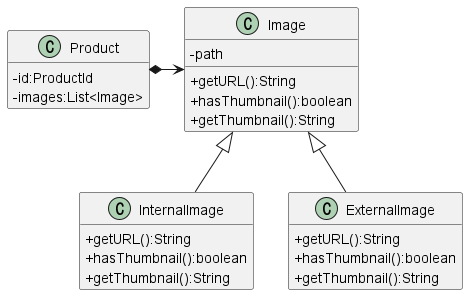 C Product
-id:ProductId
-images:List<Image>
C Image
-path
+getURL():String
+hasThumbnail():boolean
+getThumbnail():String
C InternalImage
+getURL():String
+hasThumbnail():boolean
+getThumbnail():String
C ExternalImage
+getURL():String
+hasThumbnail():boolean
+getThumbnail():String